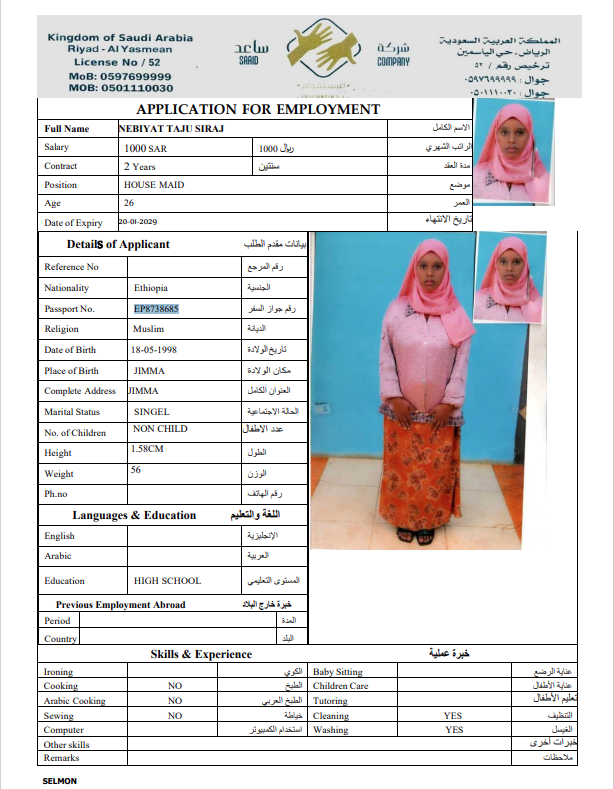 Kingdom of Saudi Arabia
Riyad - Al Yasmean
License No / 52
MoB: 0597699999
MOB: 0501110030
ساعد
SAAID
شركة
COMPANY
المملكة العربية السعودية
الرياض. حي الياسمين
ترخيص رقم / ٥٢
جوال : ٠٥٩٧٦٩٩٩٩٩
جوال : ٠٥٠١١١٠٠٣٠
APPLICATION FOR EMPLOYMENT
Full Name NEBIYAT TAJU SIRAJ الاسم الكامل
Salary 1000 SAR 1000 ريال الراتب الشهري
Contract 2 Years سنتين مدة العقد
Position HOUSE MAID موضع
Age 26 العمر
Date of Expiry 20-01-2029 تاريخ الانتهاء
Details of Applicant بيانات مقدم الطلب
Reference No رقم المرجع
Nationality Ethiopia الجنسية
Passport No. EP8738685 رقم جواز السفر
Religion Muslim الديانة
Date of Birth 18-05-1998 تاريخ الولادة
Place of Birth JIMMA مكان الولادة
Complete Address JIMMA العنوان الكامل
Marital Status SINGEL الحالة الاجتماعية
No. of Children NON CHILD عدد الاطفال
Height 1.58CM الطول
Weight 56 الوزن
Ph.no رقم الهاتف
Languages & Education اللغة والتعليم
English الإنجليزية
Arabic العربية
Education HIGH SCHOOL المستوى التعليمي
Previous Employment Abroad خبرة خارج البلاد
Period المدة
Country البلد
Skills & Experience خبرة عملية
Ironing الكوي Baby Sitting عناية الرضع
Cooking NO الطبخ Children Care عناية الأطفال
Arabic Cooking NO الطبخ العربي Tutoring تعليم الأطفال
Sewing NO خياطة Cleaning YES التنظيف
Computer استخدام الكمبيوتر Washing YES الغسيل
Other skills خبرات أخرى
Remarks ملاحظات
SELMON